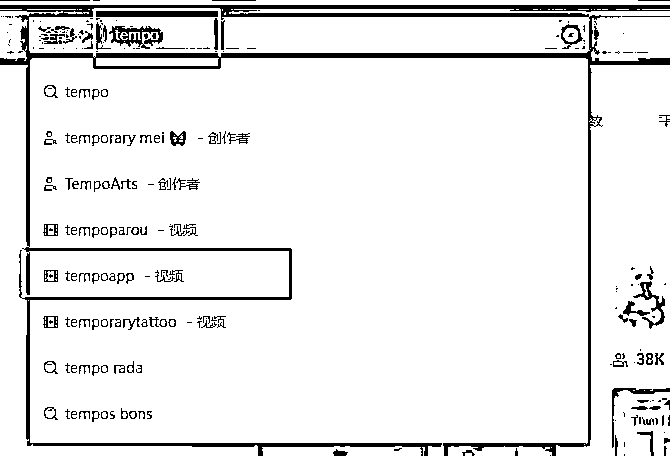 全部 tempo
tempo
temporary mei - 创作者
TempoArts - 创作者
tempoparou - 视频
tempoapp - 视频
temporarytattoo - 视频
tempo rada
tempos bons
数
38K